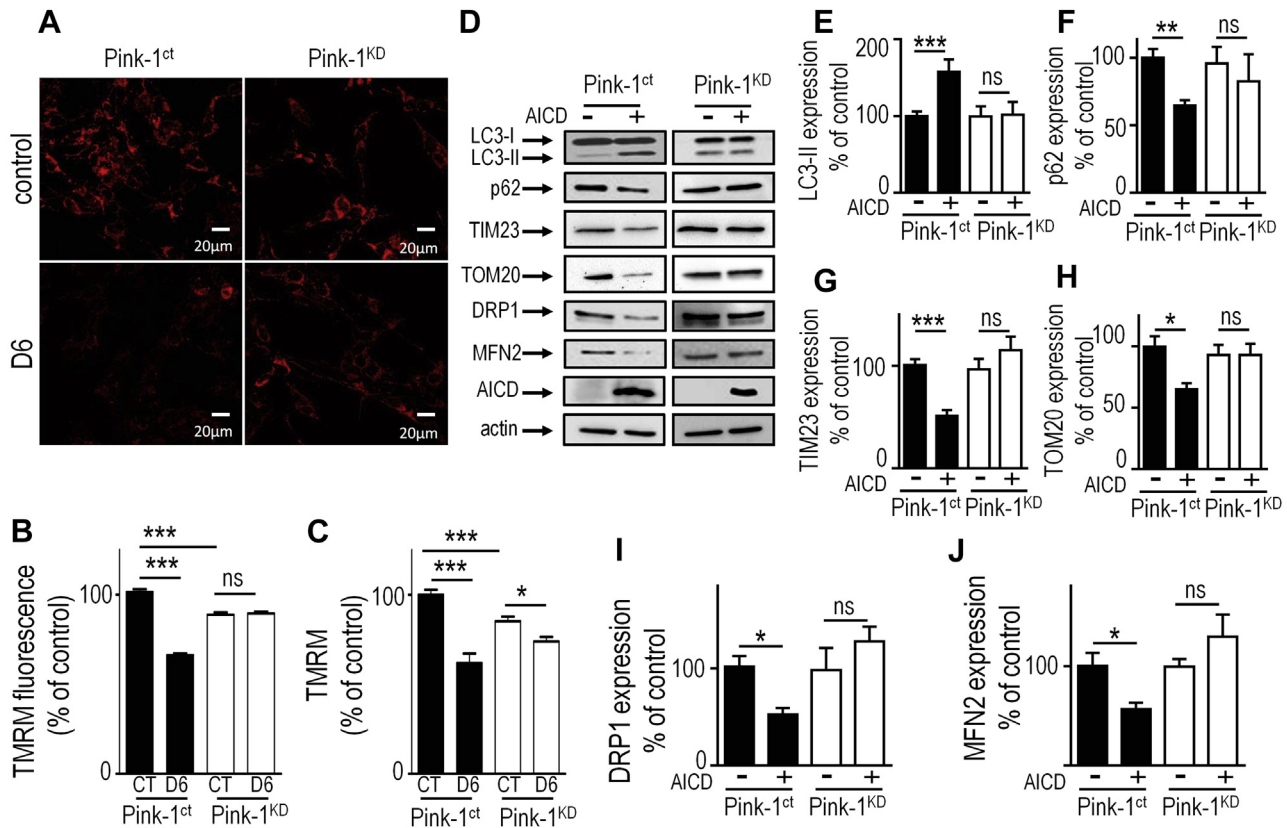 A
Pink-1ct
Pink-1KD
control
D6
20µm
20µm
20µm
20µm
B
TMRM fluorescence
(% of control)
100
0
***
***
ns
CT D6 CT D6
Pink-1ct
Pink-1KD
C
TMRM
(% of control)
100
0
***
***
*
CT D6 CT D6
Pink-1ct
Pink-1KD
D
Pink-1ct
Pink-1KD
AICD - + - +
LC3-I
LC3-II
p62
TIM23
TOM20
DRP1
MFN2
AICD
actin
E
LC3-II expression
% of control
200
100
0
***
ns
AICD - + - +
Pink-1ct
Pink-1KD
F
p62 expression
% of control
100
50
0
**
ns
AICD - + - +
Pink-1ct
Pink-1KD
G
TIM23 expression
% of control
100
0
***
ns
AICD - + - +
Pink-1ct
Pink-1KD
H
TOM20 expression
% of control
100
50
0
*
ns
AICD - + - +
Pink-1ct
Pink-1KD
I
DRP1 expression
% of control
100
0
*
ns
AICD - + - +
Pink-1ct
Pink-1KD
J
MFN2 expression
% of control
100
0
*
ns
AICD - + - +
Pink-1ct
Pink-1KD